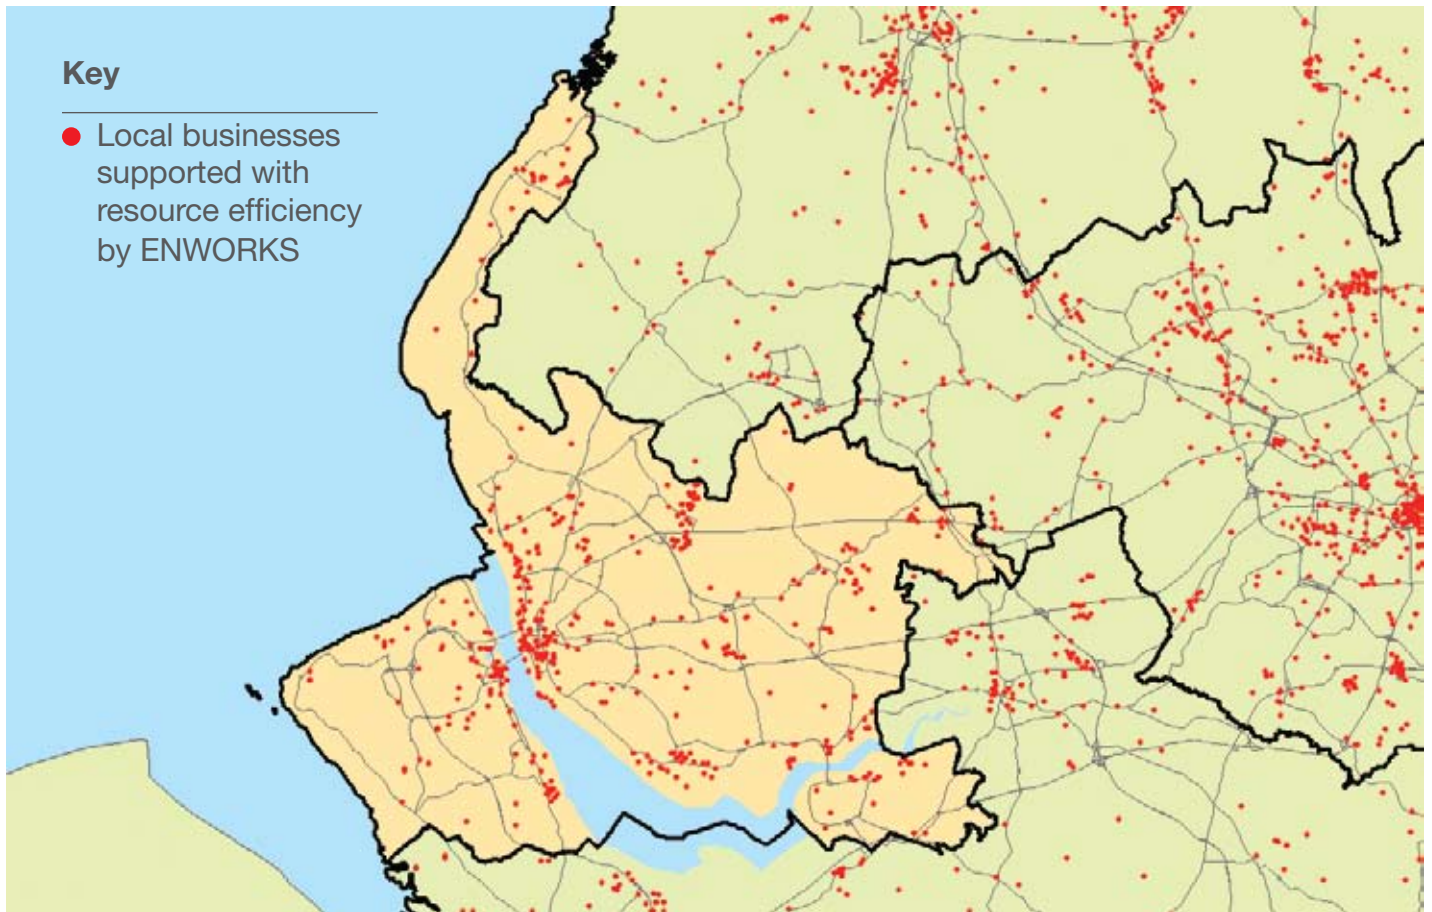 Key
Local businesses
supported with
resource efficiency
by ENWORKS